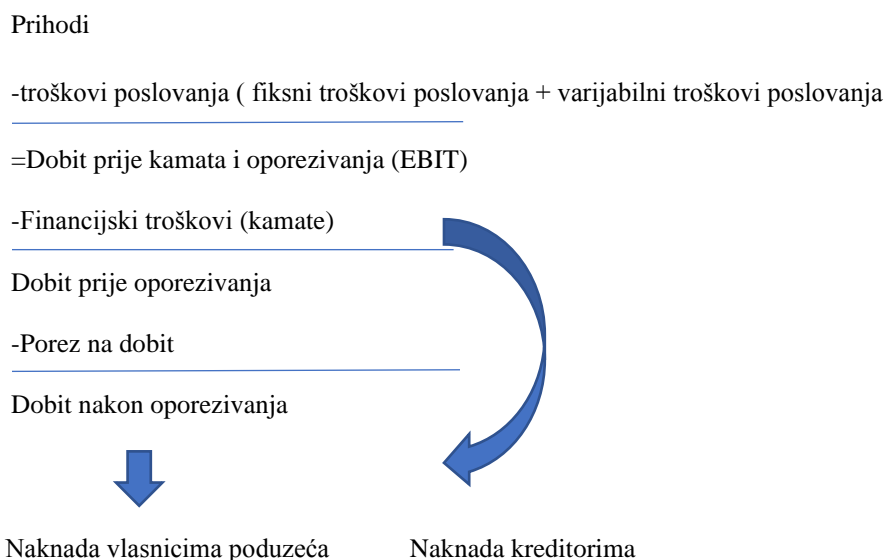 Prihodi
-troškovi poslovanja ( fiksni troškovi poslovanja + varijabilni troškovi poslovanja
=Dobit prije kamata i oporezivanja (EBIT)
-Financijski troškovi (kamate)
Dobit prije oporezivanja
-Porez na dobit
Dobit nakon oporezivanja
Naknada vlasnicima poduzeća Naknada kreditorima